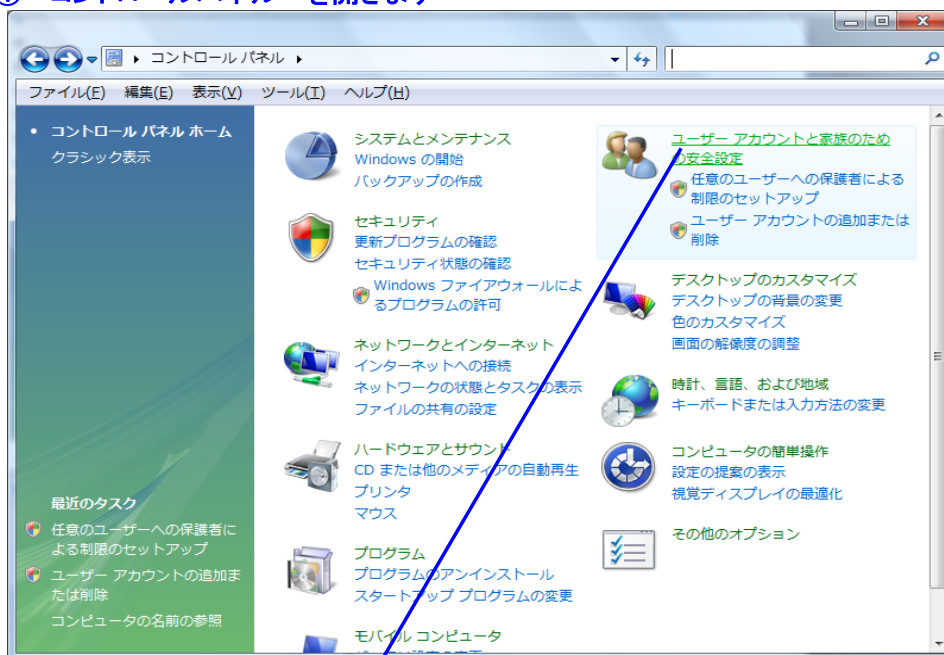 コントロールパネル　を開きます
コントロール パネル
ファイル(F) 編集(E) 表示(V) ツール(T) ヘルプ(H)
コントロール パネル ホーム
クラシック表示
最近のタスク
任意のユーザーへの保護者に
よる制限のセットアップ
ユーザー アカウントの追加ま
たは削除
コンピュータの名前の参照
システムとメンテナンス
Windows の開始
バックアップの作成
セキュリティ
更新プログラムの確認
セキュリティ状態の確認
Windows ファイアウォールによ
るプログラムの許可
ネットワークとインターネット
インターネットへの接続
ネットワークの状態とタスクの表示
ファイルの共有の設定
ハードウェアとサウンド
CD または他のメディアの自動再生
プリンタ
マウス
プログラム
プログラムのアンインストール
スタートアップ プログラムの変更
モバイル コンピュータ
ユーザー アカウントと家族のため
の安全設定
任意のユーザーへの保護者による
制限のセットアップ
ユーザー アカウントの追加または
削除
デスクトップのカスタマイズ
デスクトップの背景の変更
色のカスタマイズ
画面の解像度の調整
時計、言語、および地域
キーボードまたは入力方法の変更
コンピュータの簡単操作
設定の提案の表示
視覚ディスプレイの最適化
その他のオプション